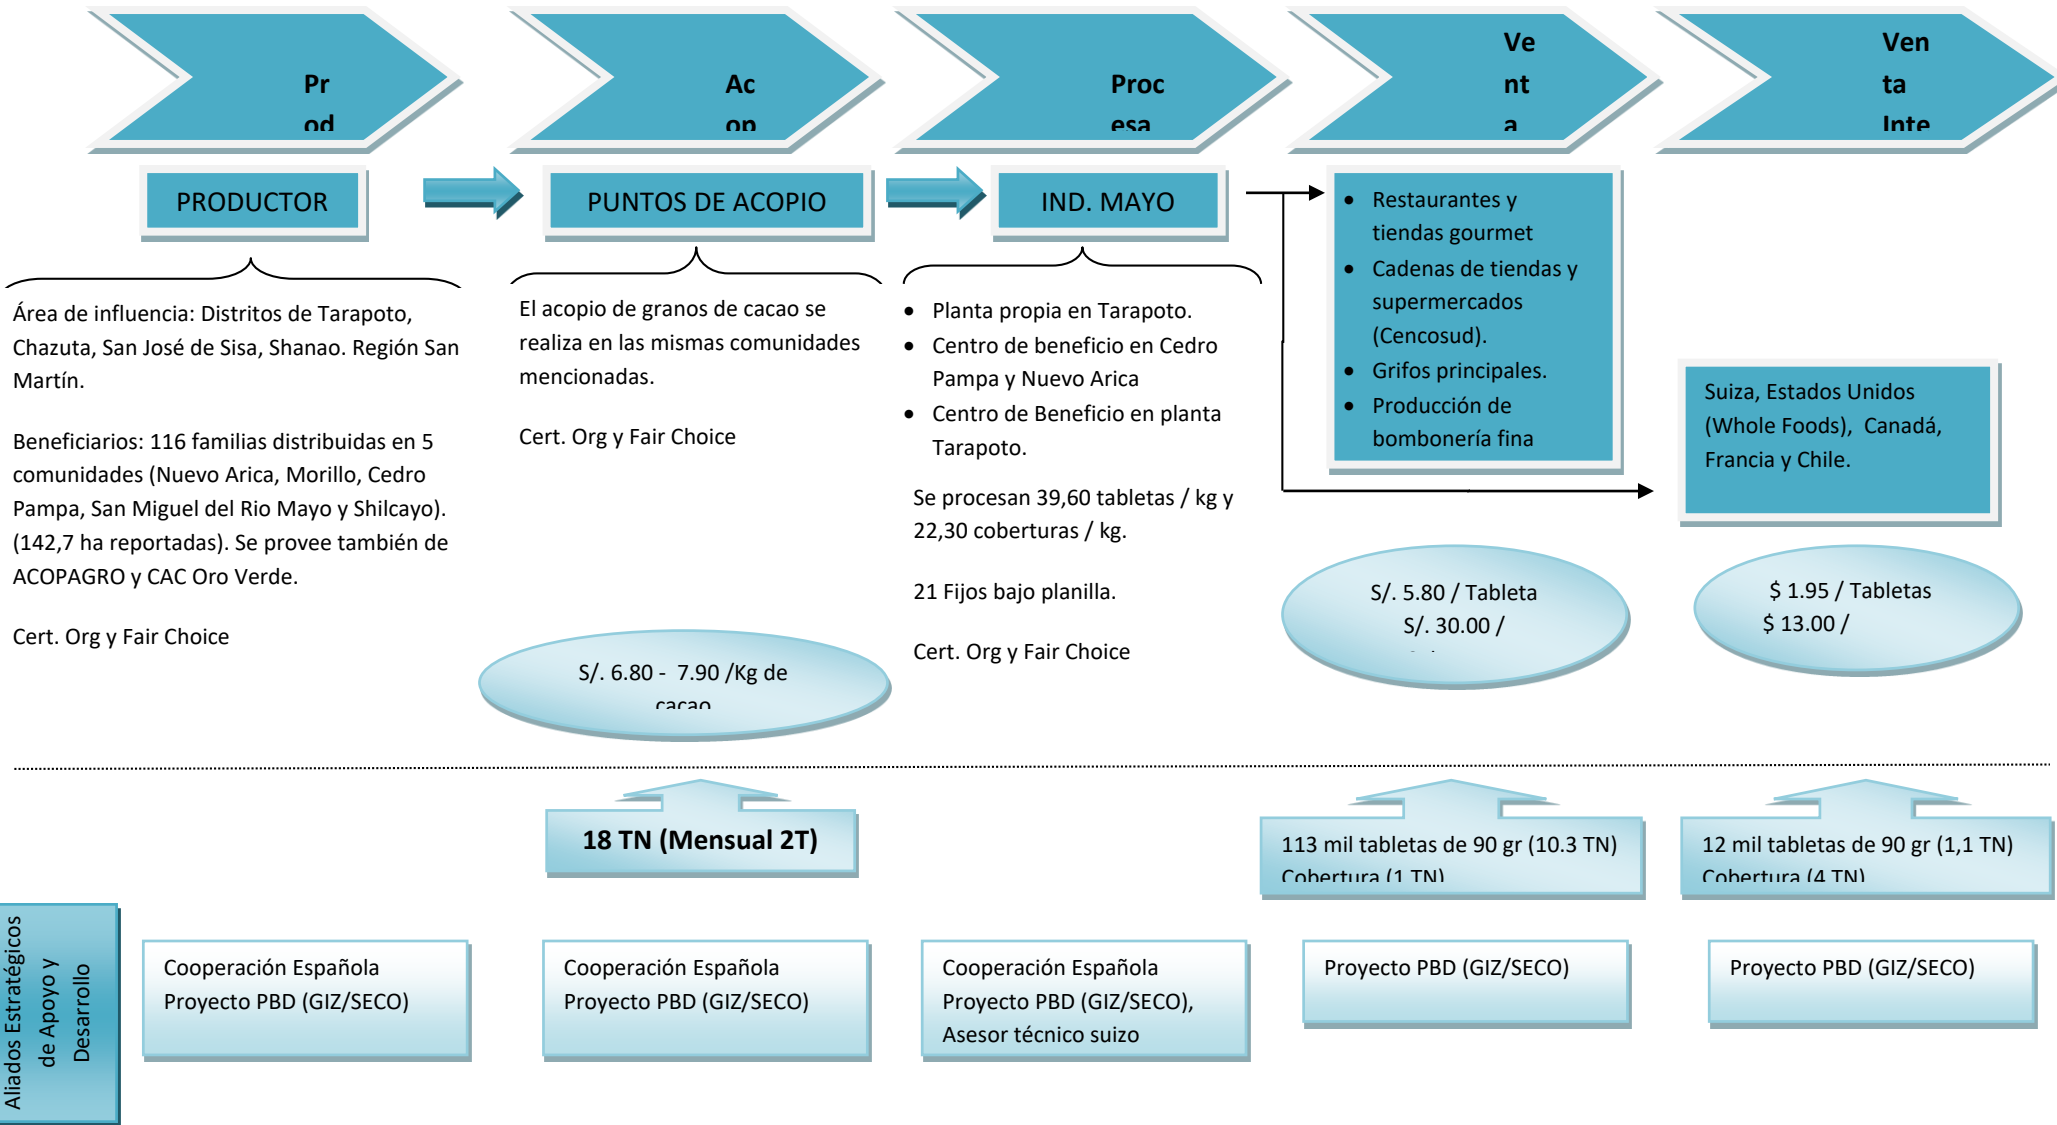 Pr
od
Ac
op
Proc
esa
Ve
nt
a
Ven
ta
Inte
PRODUCTOR
PUNTOS DE ACOPIO
IND. MAYO
Área de influencia: Distritos de Tarapoto,
Chazuta, San José de Sisa, Shanao. Región San
Martín.
Beneficiarios: 116 familias distribuidas en 5
comunidades (Nuevo Arica, Morillo, Cedro
Pampa, San Miguel del Rio Mayo y Shilcayo).
(142,7 ha reportadas). Se provee también de
ACOPAGRO y CAC Oro Verde.
Cert. Org y Fair Choice
El acopio de granos de cacao se
realiza en las mismas comunidades
mencionadas.
Cert. Org y Fair Choice
S/. 6.80 - 7.90 /Kg de
cacao
• Planta propia en Tarapoto.
• Centro de beneficio en Cedro
Pampa y Nuevo Arica
• Centro de Beneficio en planta
Tarapoto.
Se procesan 39,60 tabletas / kg y
22,30 coberturas / kg.
21 Fijos bajo planilla.
Cert. Org y Fair Choice
• Restaurantes y
tiendas gourmet
• Cadenas de tiendas y
supermercados
(Cencosud).
• Grifos principales.
• Producción de
bombonería fina
S/. 5.80 / Tableta
S/. 30.00 /
Suiza, Estados Unidos
(Whole Foods), Canadá,
Francia y Chile.
$ 1.95 / Tabletas
$ 13.00 /
18 TN (Mensual 2T)
113 mil tabletas de 90 gr (10.3 TN)
Cobertura (1 TN)
12 mil tabletas de 90 gr (1,1 TN)
Cobertura (4 TN)
Aliados Estratégicos
de Apoyo y
Desarrollo
Cooperación Española
Proyecto PBD (GIZ/SECO)
Cooperación Española
Proyecto PBD (GIZ/SECO)
Cooperación Española
Proyecto PBD (GIZ/SECO),
Asesor técnico suizo
Proyecto PBD (GIZ/SECO)
Proyecto PBD (GIZ/SECO)